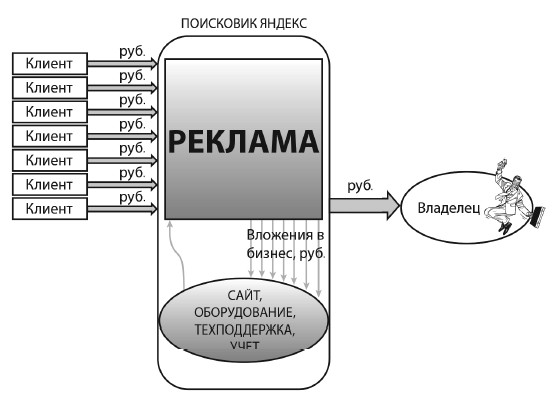 ПОИСКОВИК ЯНДЕКС
Клиент руб.
Клиент руб.
Клиент руб.
Клиент руб.
Клиент руб.
Клиент руб.
Клиент руб.
РЕКЛАМА
руб.
Владелец
Вложения в
бизнес, руб.
САЙТ,
ОБОРУДОВАНИЕ,
ТЕХПОДДЕРЖКА,
УЧЕТ